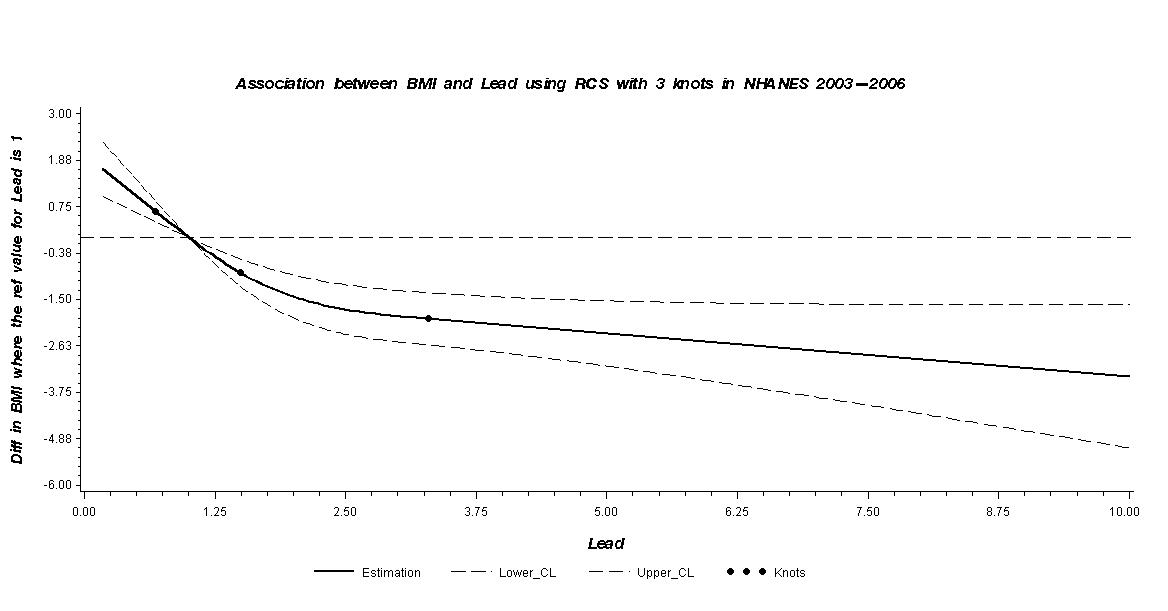 Association between BMI and Lead using RCS with 3 knots in NHANES 2003—2006
Diff in BMI where the ref value for Lead is 1
3.00
1.88
0.75
-0.38
-1.50
-2.63
-3.75
-4.88
-6.00
0.00 1.25 2.50 3.75 5.00 6.25 7.50 8.75 10.00
Lead
Estimation Lower_CL Upper_CL Knots